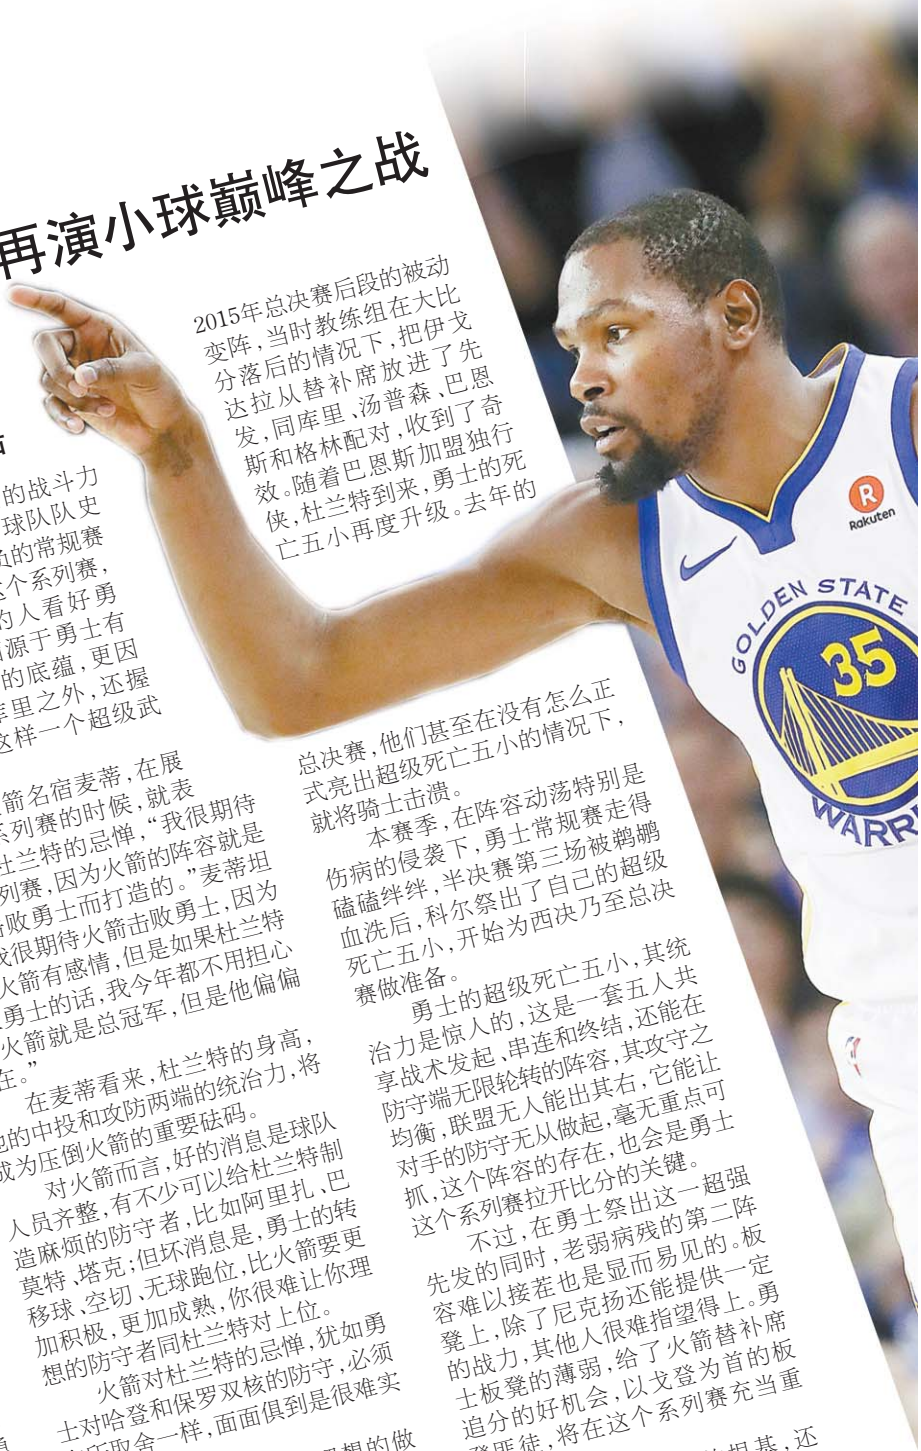 再演小球巅峰之战
的战斗力
球队队史
的常规赛
个系列赛，
的人看好勇
源于勇士有
的底蕴，更因
库里之外，还握
这样一个超级武
箭名宿麦蒂，在展
系列赛的时候，就表
杜兰特的忌惮，“我很期待
列赛，因为火箭的阵容就是
击败勇士而打造的。”麦蒂坦
我很期待火箭击败勇士，因为
火箭有感情，但是如果杜兰特
勇士的话，我今年都不用担心
火箭就是总冠军，但是他偏偏
在。”
在麦蒂看来，杜兰特的身高，
他的中投和攻防两端的统治力，将
成为压倒火箭的重要砝码。
对火箭而言，好的消息是球队
人员齐整，有不少可以给杜兰特制
造麻烦的防守者，比如阿里扎、巴
莫特、塔克；但坏消息是，勇士的转
移球、空切、无球跑位，比火箭要更
加积极，更加成熟，你很难让你理
想的防守者同杜兰特对上位。
火箭对杜兰特的忌惮，犹如勇
士对哈登和保罗双核的防守，必须
有所取舍一样，面面俱到是很难实
想的做
2015年总决赛后段的被动
变阵，当时教练组在大比
分落后的情况下，把伊戈
达拉从替补席放进了先
发，同库里、汤普森、巴恩
斯和格林配对，收到了奇
效。随着巴恩斯加盟独行
侠，杜兰特到来，勇士的死
亡五小再度升级。去年的
总决赛，他们甚至在没有怎么正
式亮出超级死亡五小的情况下，
就将骑士击溃。
本赛季，在阵容动荡特别是
伤病的侵袭下，勇士常规赛走得
磕磕绊绊，半决赛第三场被鹈鹕
血洗后，科尔祭出了自己的超级
死亡五小，开始为西决乃至总决
赛做准备。
勇士的超级死亡五小，其统
治力是惊人的，这是一套五人共
享战术发起、串连和终结，还能在
防守端无限轮转的阵容，其攻守之
均衡，联盟无人能出其右，它能让
对手的防守无从做起，毫无重点可
抓，这个阵容的存在，也会是勇士
这个系列赛拉开比分的关键。
不过，在勇士祭出这一超强
先发的同时，老弱病残的第二阵
容难以接茬也是显而易见的。板
凳上，除了尼克扬还能提供一定
的战力，其他人很难指望得上。勇
士板凳的薄弱，给了火箭替补席
追分的好机会，以戈登为首的板
凳匪徒，将在这个系列赛充当重
坦基，还
R
Rakuten
GOLDEN STATE
35
WARRI